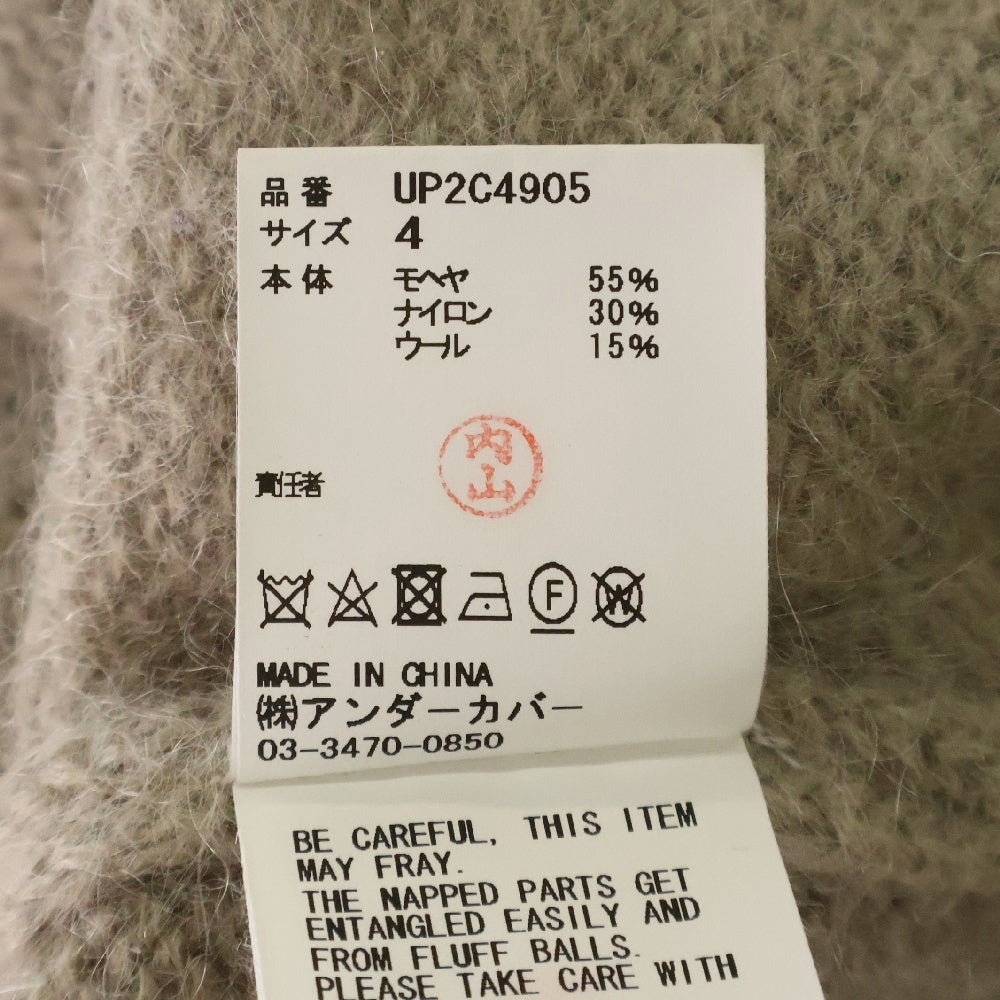 品番 UP2C4905
サイズ 4
本体 モヘヤ 55%
ナイロン 30%
ウール 15%
内山
責任者
F
W
MADE IN CHINA
㈱アンダーカバー
03-3470-0850
BE CAREFUL, THIS ITEM
MAY FRAY.
THE NAPPED PARTS GET
ENTANGLED EASILY AND
FROM FLUFF BALLS.
PLEASE TAKE CARE WITH